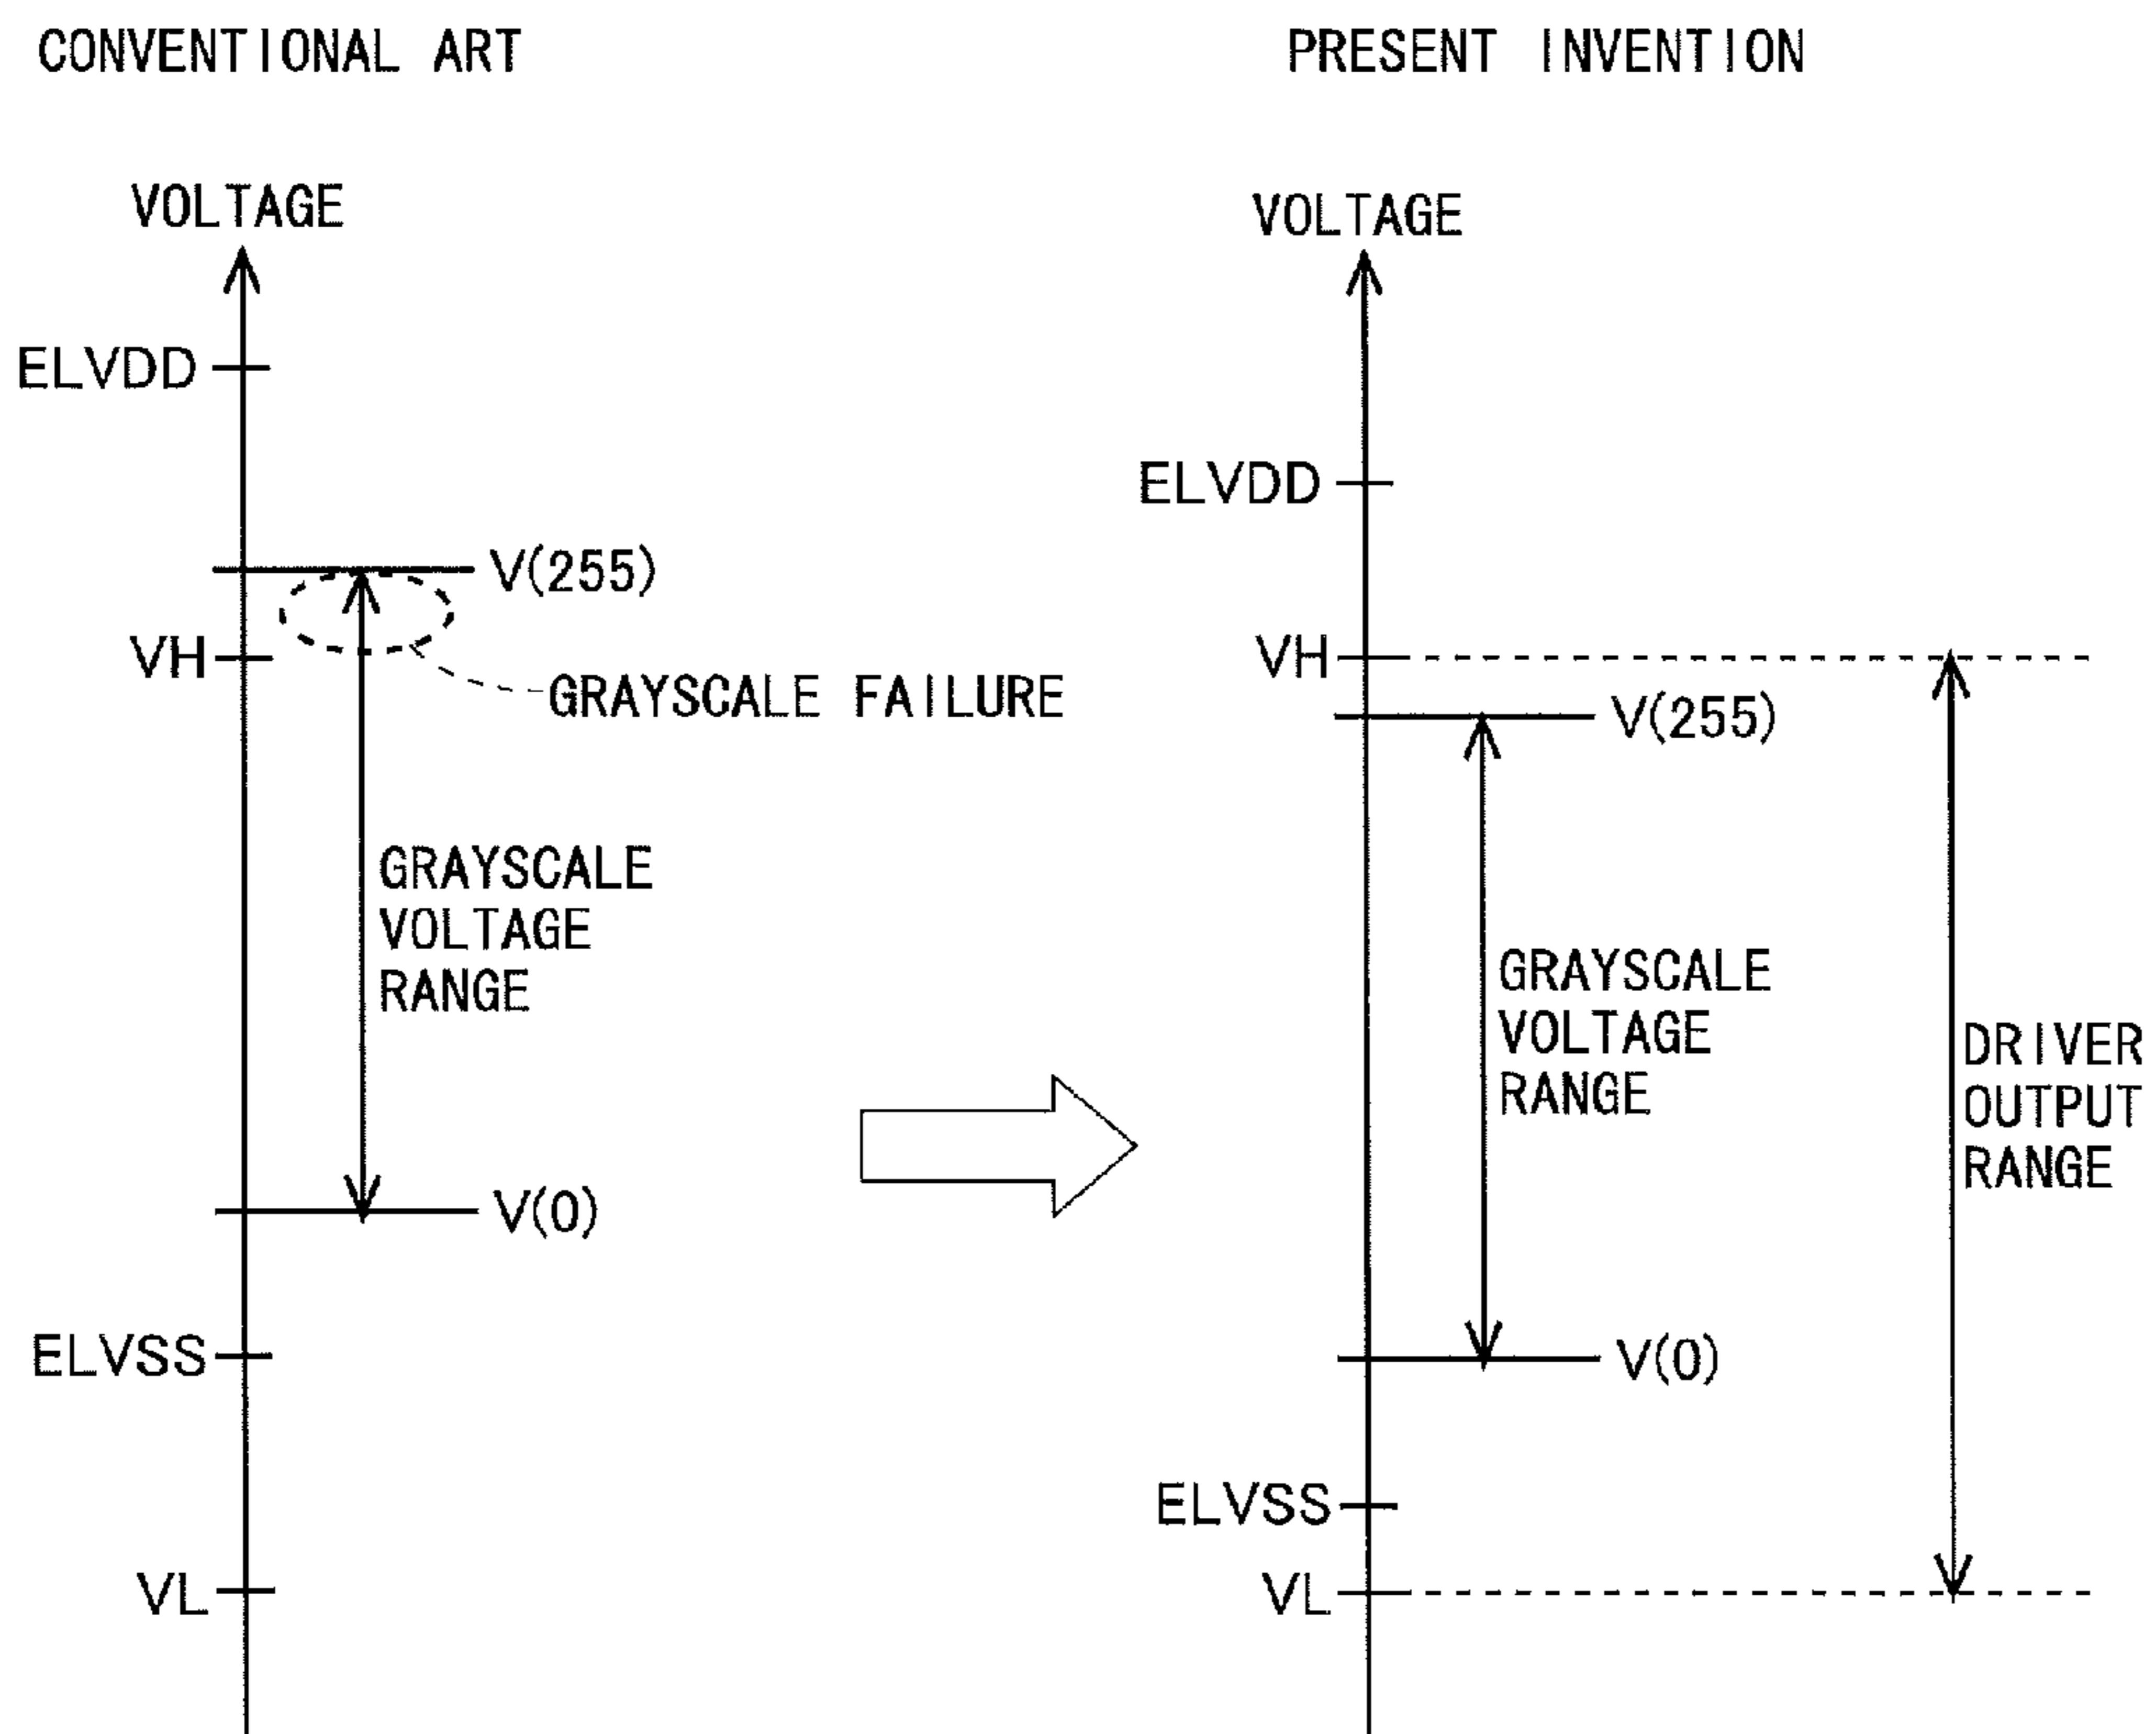 CONVENTIONAL ART
VOLTAGE
ELVDD
V(255)
VH
GRAYSCALE FAILURE
GRAYSCALE
VOLTAGE
RANGE
V(0)
ELVSS
VL
PRESENT INVENTION
VOLTAGE
ELVDD
VH
V(255)
GRAYSCALE
VOLTAGE
RANGE
DRIVER
OUTPUT
RANGE
V(0)
ELVSS
VL